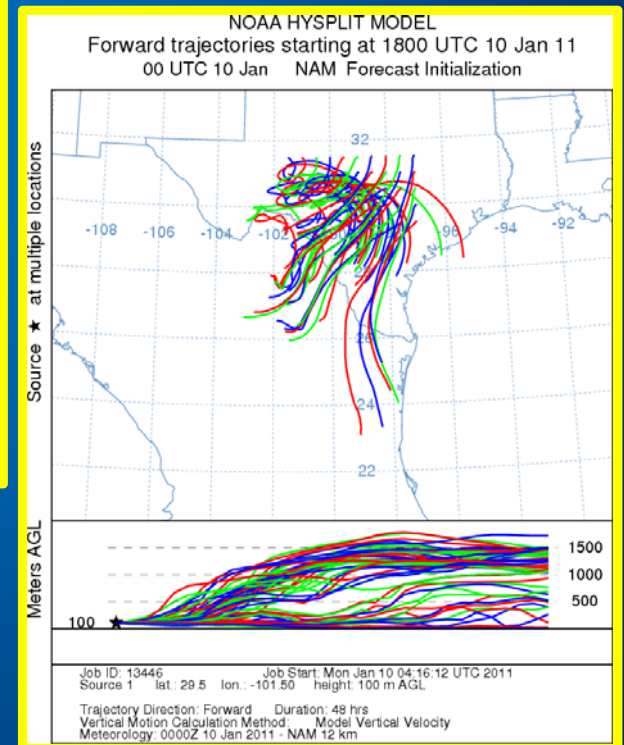 NOAA HYSPLIT MODEL
Forward trajectories starting at 1800 UTC 10 Jan 11
00 UTC 10 Jan NAM Forecast Initialization
Source ★ at multiple locations
32
-108
-106
-104
-102
-96
-94
-92
26
24
22
Meters AGL
1500
1000
500
100
Job ID: 13446 Job Start: Mon Jan 10 04:16:12 UTC 2011
Source 1 lat.: 29.5 lon.: -101.50 height: 100 m AGL
Trajectory Direction: Forward Duration: 48 hrs
Vertical Motion Calculation Method: Model Vertical Velocity
Meteorology: 0000Z 10 Jan 2011 - NAM 12 km